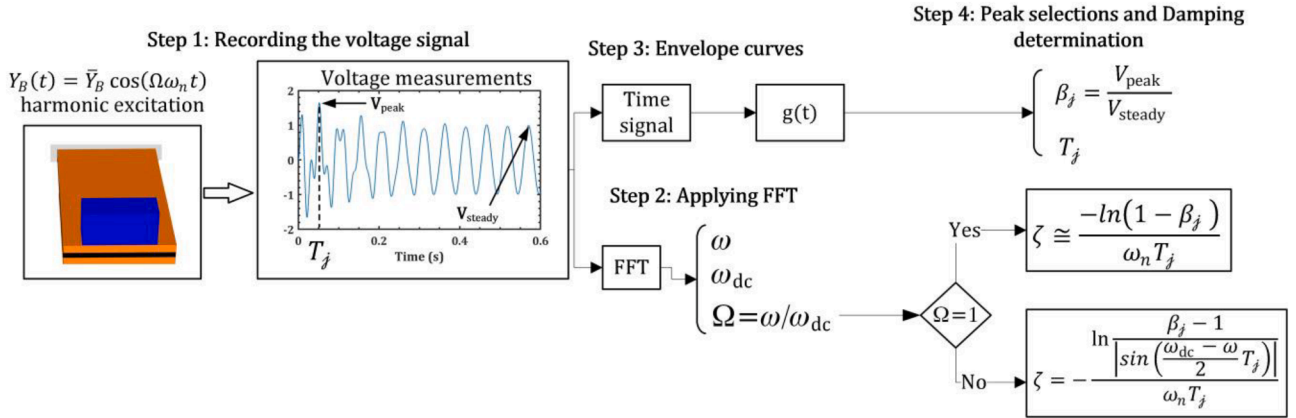 Step 1: Recording the voltage signal
Y_B(t) = Ȳ_B cos(Ωω_n t)
harmonic excitation
Voltage measurements
V_peak
V_steady
2
1
0
-1
-2
0
0.2
0.4
0.6
T_j
Time (s)
Step 3: Envelope curves
Time
signal
g(t)
Step 2: Applying FFT
FFT
ω
ω_dc
Ω=ω/ω_dc
Ω=1
Yes
No
Step 4: Peak selections and Damping
determination
β_j = V_peak / V_steady
T_j
ζ ≅ -ln(1 − β_j) / ω_n T_j
ζ = − ln (β_j − 1 / |sin((ω_dc − ω / 2) T_j)|) / ω_n T_j